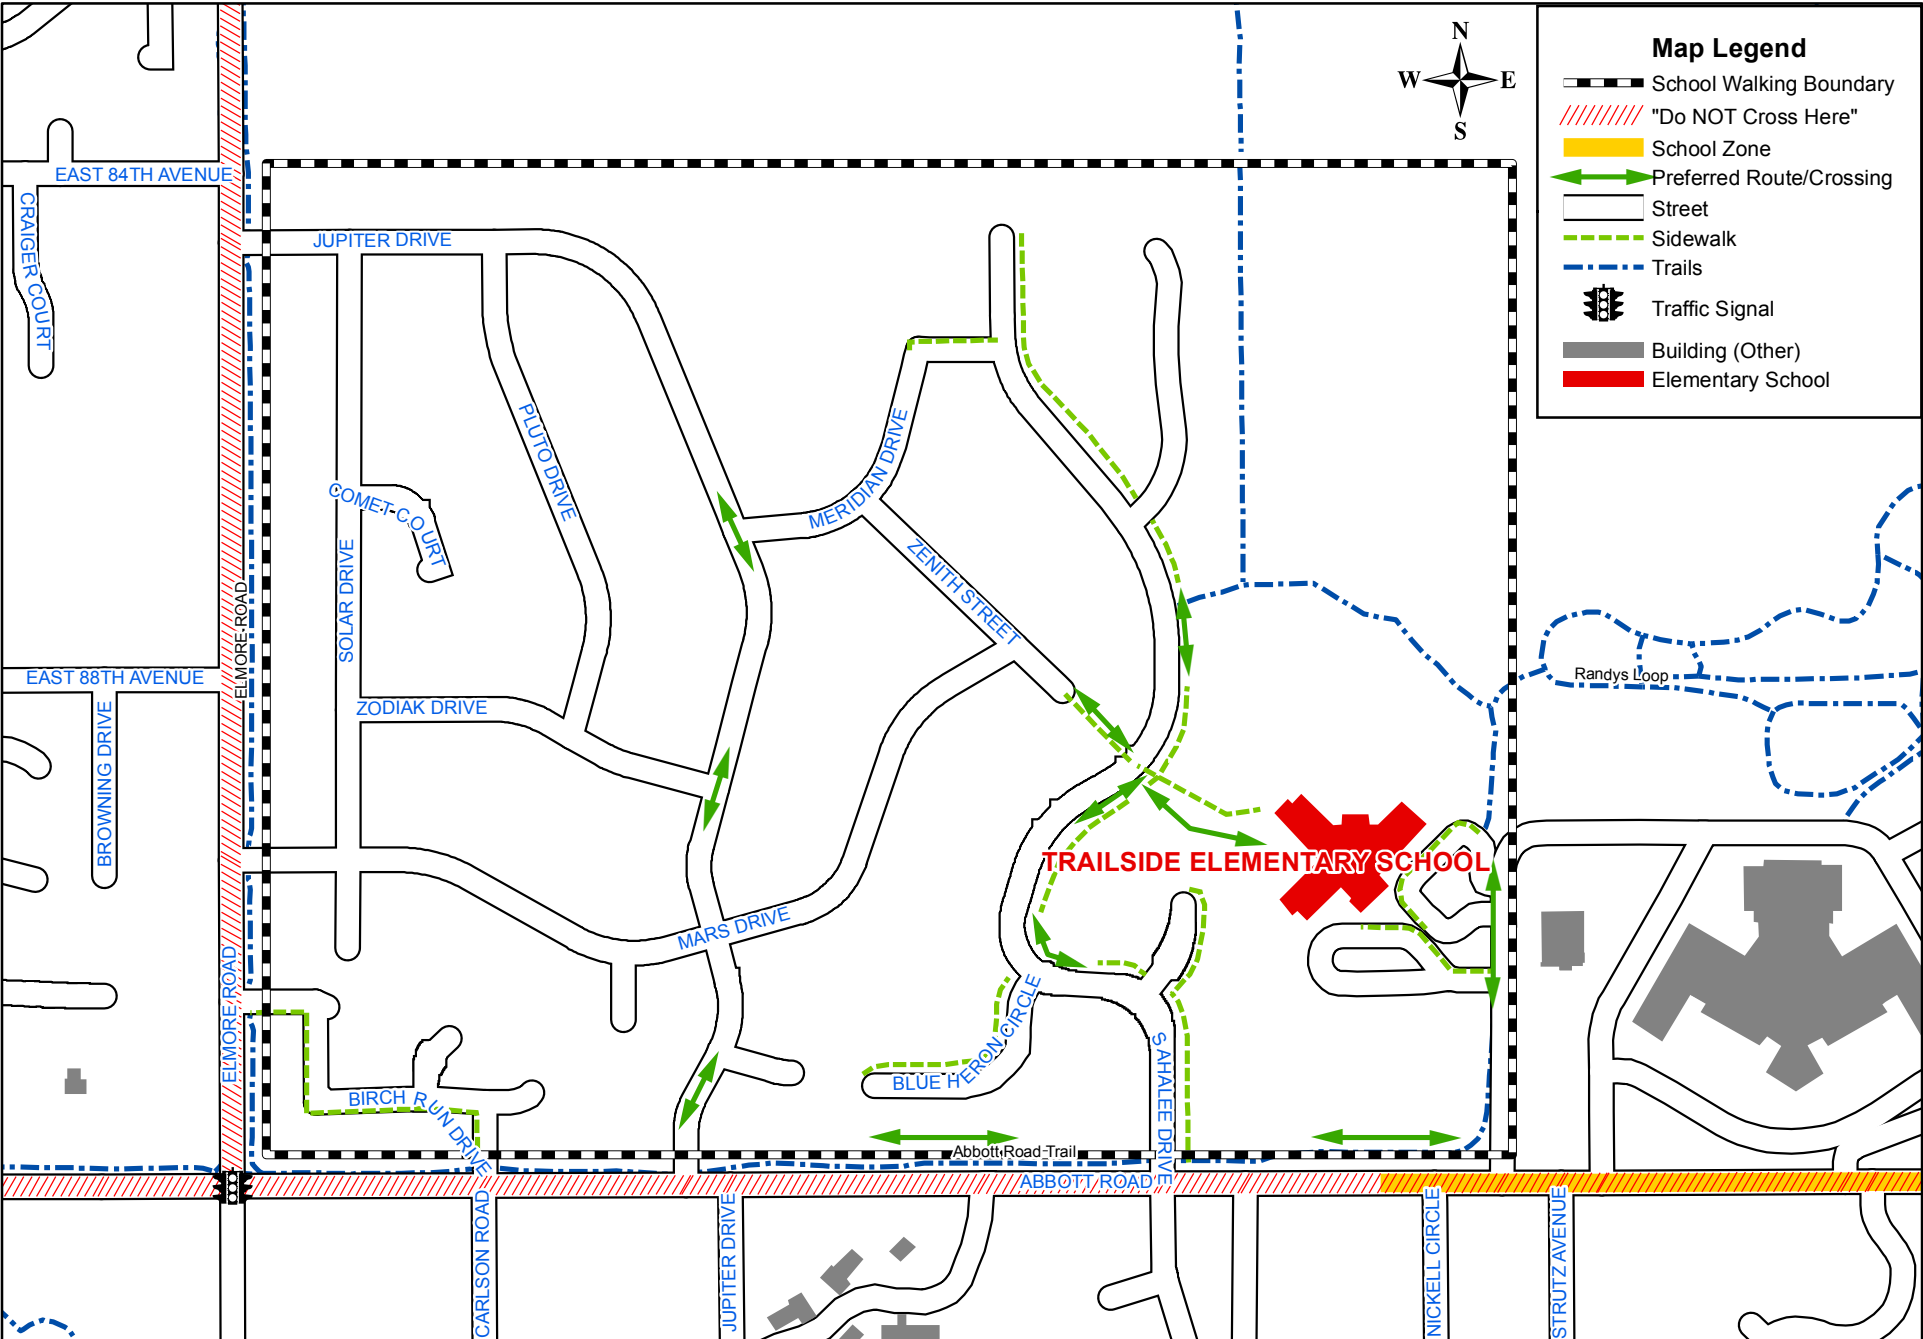 N
W E
S
Map Legend
School Walking Boundary
"Do NOT Cross Here"
School Zone
Preferred Route/Crossing
Street
Sidewalk
Trails
Traffic Signal
Building (Other)
Elementary School
EAST 84TH AVENUE
CRAIGER COURT
JUPITER DRIVE
PLUTO DRIVE
COMET COURT
SOLAR DRIVE
MERIDIAN DRIVE
ZENITH STREET
ELMORE ROAD
EAST 88TH AVENUE
BROWNING DRIVE
ZODIAK DRIVE
Randys Loop
TRAILSIDE ELEMENTARY SCHOOL
MARS DRIVE
ELMORE ROAD
BLUE HERON CIRCLE
SAHALEE DRIVE
BIRCH RUN DRIVE
Abbott Road Trail
ABBOTT ROAD
CARLSON ROAD
JUPITER DRIVE
NICKELL CIRCLE
STRUTZ AVENUE